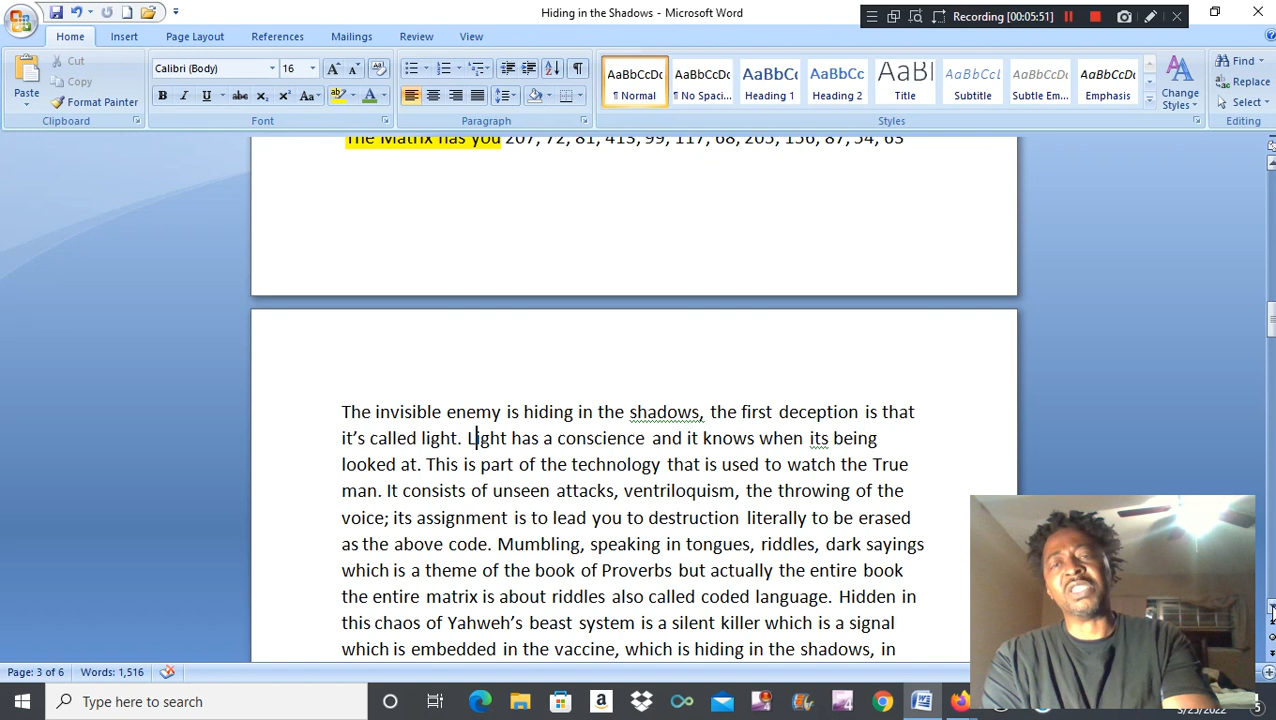 Hiding in the Shadows - Microsoft Word
Recording [00:05:51]
Home Insert Page Layout References Mailings Review View
Cut
Copy
Format Painter
Paste
Clipboard
Calibri (Body) 16
Font
Paragraph
AaBbCcDc AaBbCcDc AaBbCc AaBbCc AaBl AaBbCcL AaBbCcDc AaBbCcDc
¶ Normal ¶ No Spaci... Heading 1 Heading 2 Title Subtitle Subtle Em... Emphasis
Change Styles
Styles
Find
Replace
Select
Editing
The Matrix has you 207, 72, 81, 413, 99, 117, 68, 205, 156, 87, 54, 63
The invisible enemy is hiding in the shadows, the first deception is that
it’s called light. Light has a conscience and it knows when its being
looked at. This is part of the technology that is used to watch the True
man. It consists of unseen attacks, ventriloquism, the throwing of the
voice; its assignment is to lead you to destruction literally to be erased
as the above code. Mumbling, speaking in tongues, riddles, dark sayings
which is a theme of the book of Proverbs but actually the entire book
the entire matrix is about riddles also called coded language. Hidden in
this chaos of Yahweh’s beast system is a silent killer which is a signal
which is embedded in the vaccine, which is hiding in the shadows, in
Page: 3 of 6 Words: 1,516
Type here to search
3/23/2022